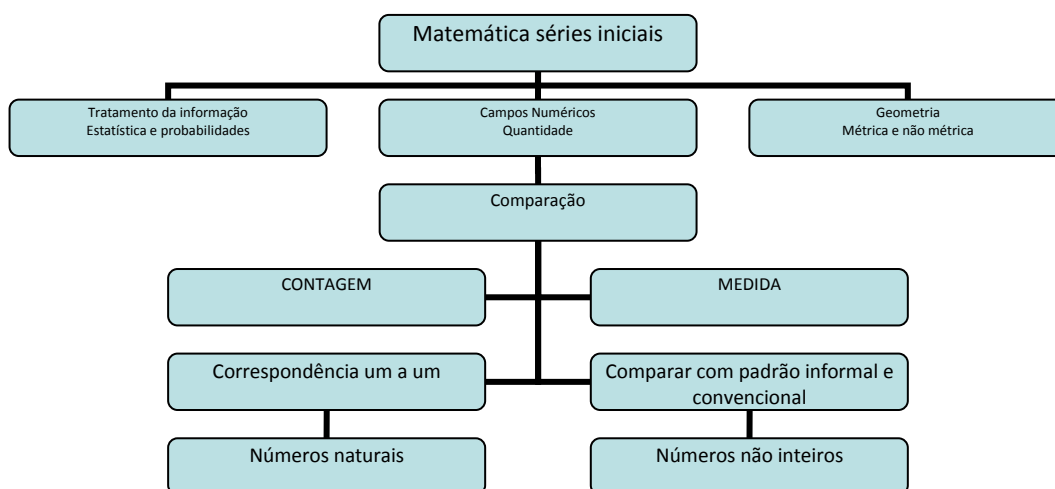 Matemática séries iniciais
Tratamento da informação
Estatística e probabilidades
Campos Numéricos
Quantidade
Geometria
Métrica e não métrica
Comparação
CONTAGEM
MEDIDA
Correspondência um a um
Comparar com padrão informal e
convencional
Números naturais
Números não inteiros